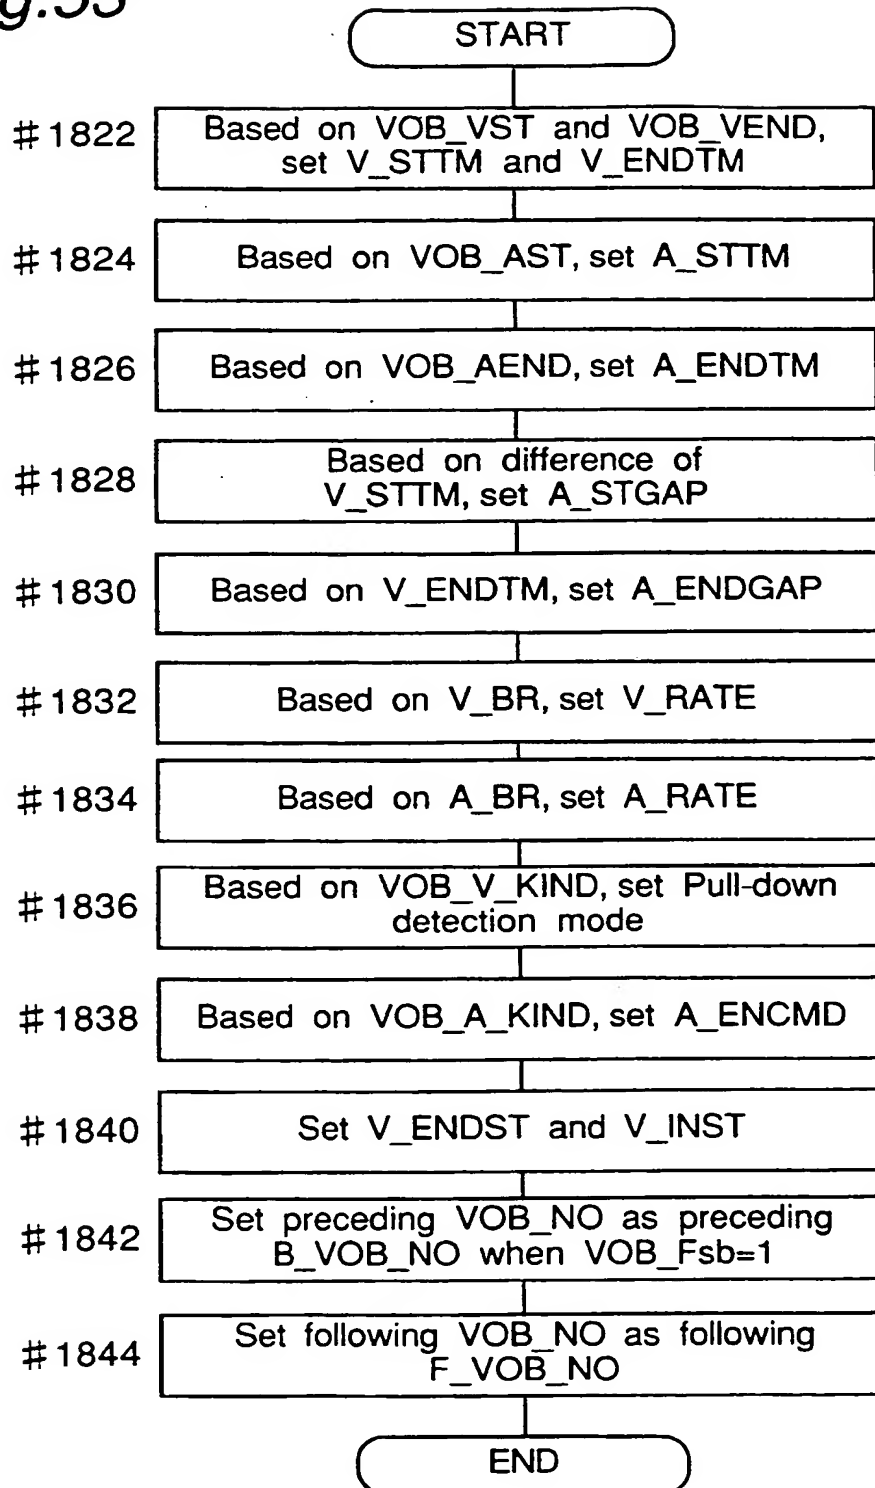 g.53
START
#1822
Based on VOB_VST and VOB_VEND,
set V_STTM and V_ENDTM
#1824
Based on VOB_AST, set A_STTM
#1826
Based on VOB_AEND, set A_ENDTM
#1828
Based on difference of
V_STTM, set A_STGAP
#1830
Based on V_ENDTM, set A_ENDGAP
#1832
Based on V_BR, set V_RATE
#1834
Based on A_BR, set A_RATE
#1836
Based on VOB_V_KIND, set Pull-down
detection mode
#1838
Based on VOB_A_KIND, set A_ENCMD
#1840
Set V_ENDST and V_INST
#1842
Set preceding VOB_NO as preceding
B_VOB_NO when VOB_Fsb=1
#1844
Set following VOB_NO as following
F_VOB_NO
END